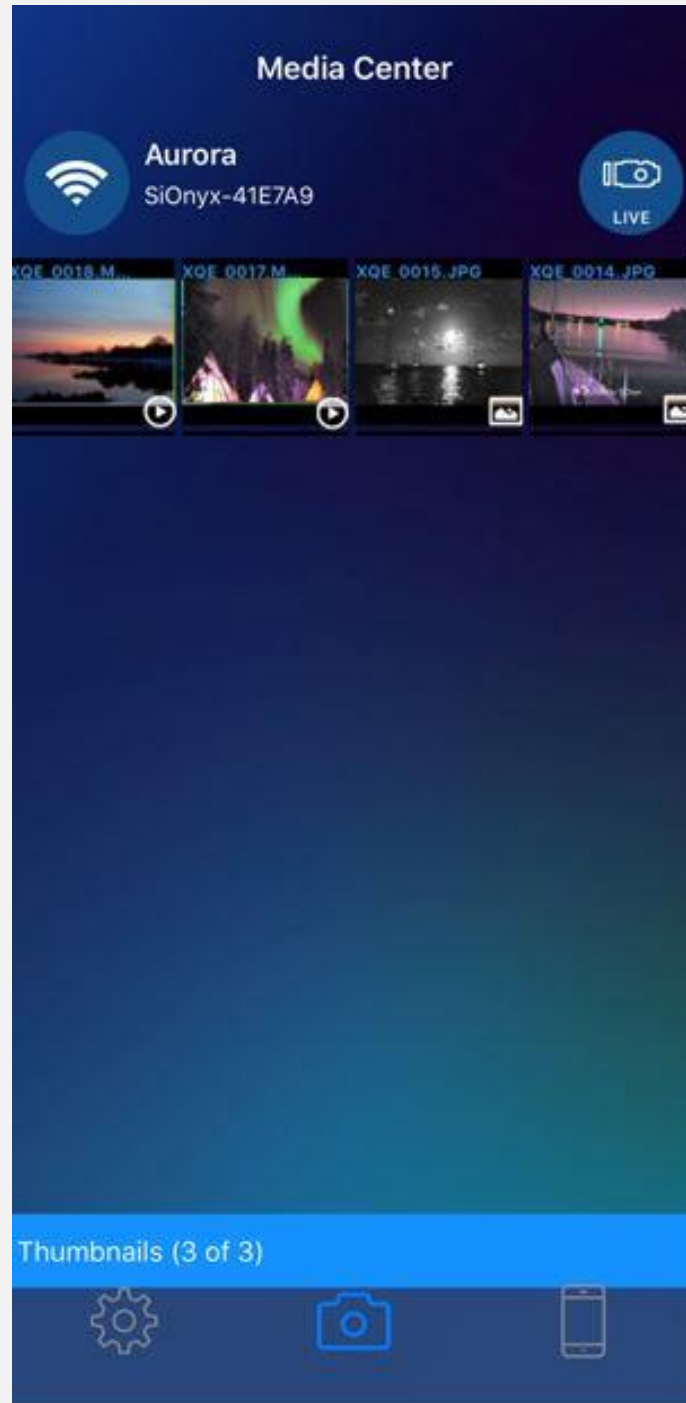 Media Center
Aurora
SiOnyx-41E7A9
LIVE
XQE_0018.M... XQE_0017.M... XQE_0015.JPG XQE_0014.JPG
Thumbnails (3 of 3)